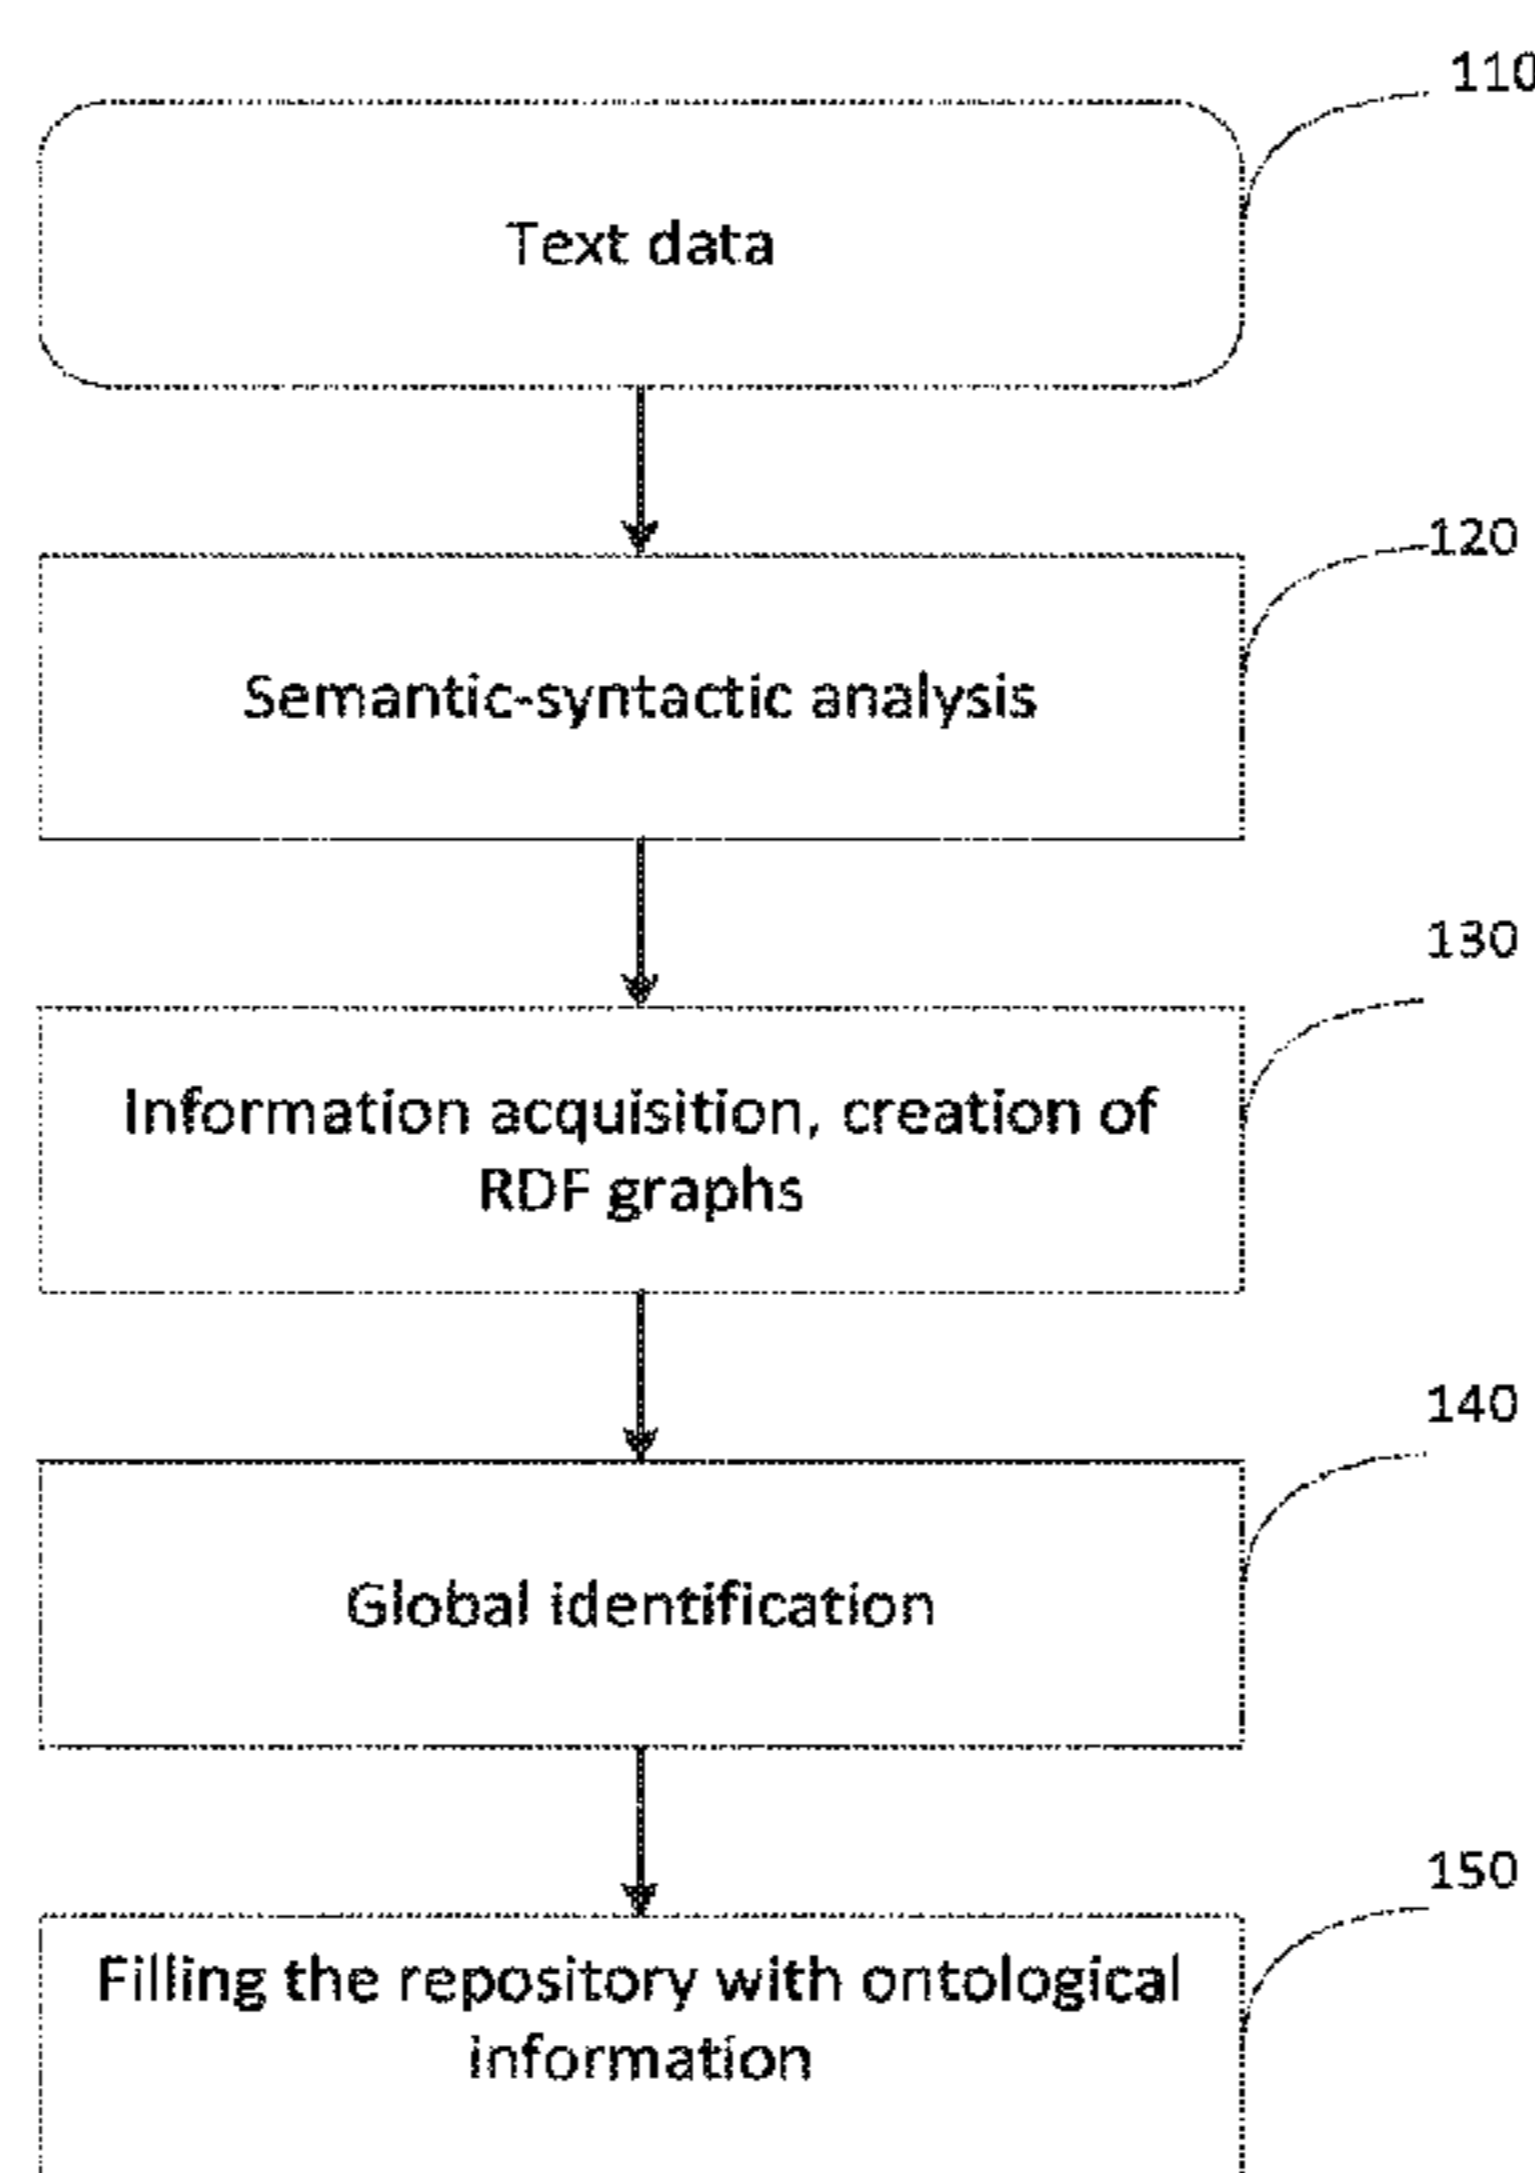 110
Text data
120
Semantic-syntactic analysis
130
Information acquisition, creation of
RDF graphs
140
Global identification
150
Filling the repository with ontological
information